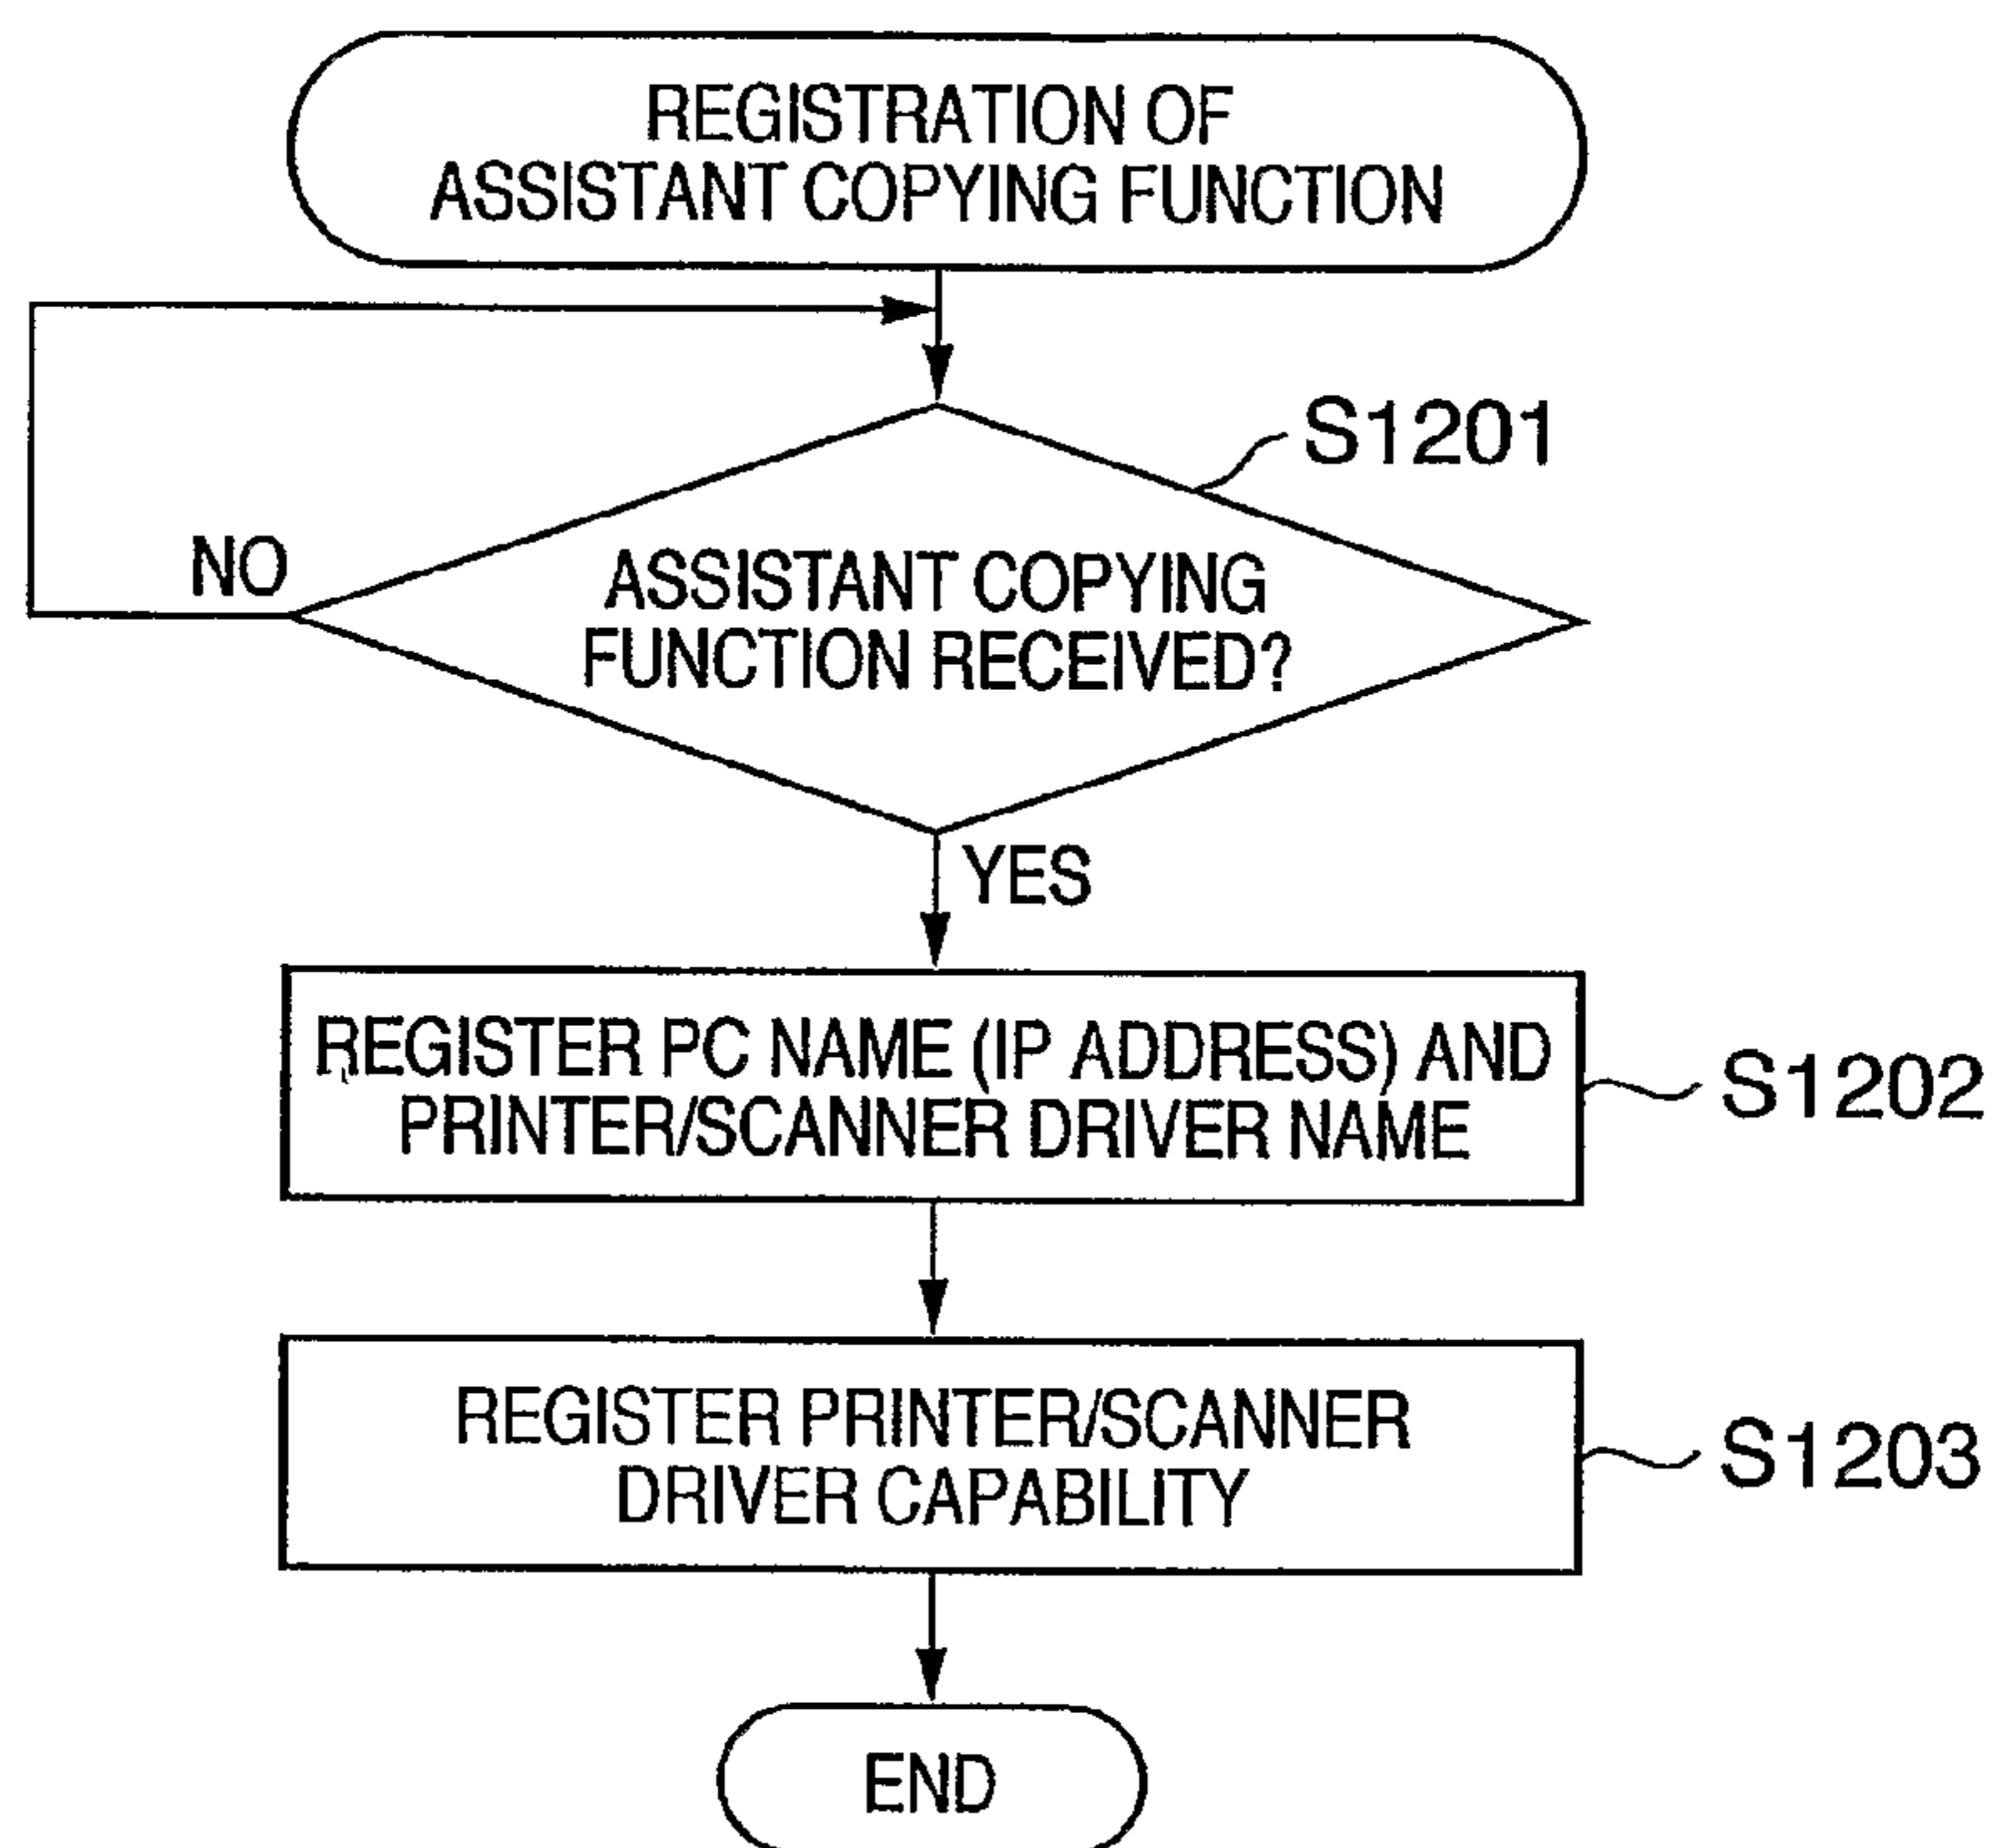 REGISTRATION OF
ASSISTANT COPYING FUNCTION
S1201
NO
ASSISTANT COPYING
FUNCTION RECEIVED?
YES
REGISTER PC NAME (IP ADDRESS) AND
PRINTER/SCANNER DRIVER NAME
S1202
REGISTER PRINTER/SCANNER
DRIVER CAPABILITY
S1203
END